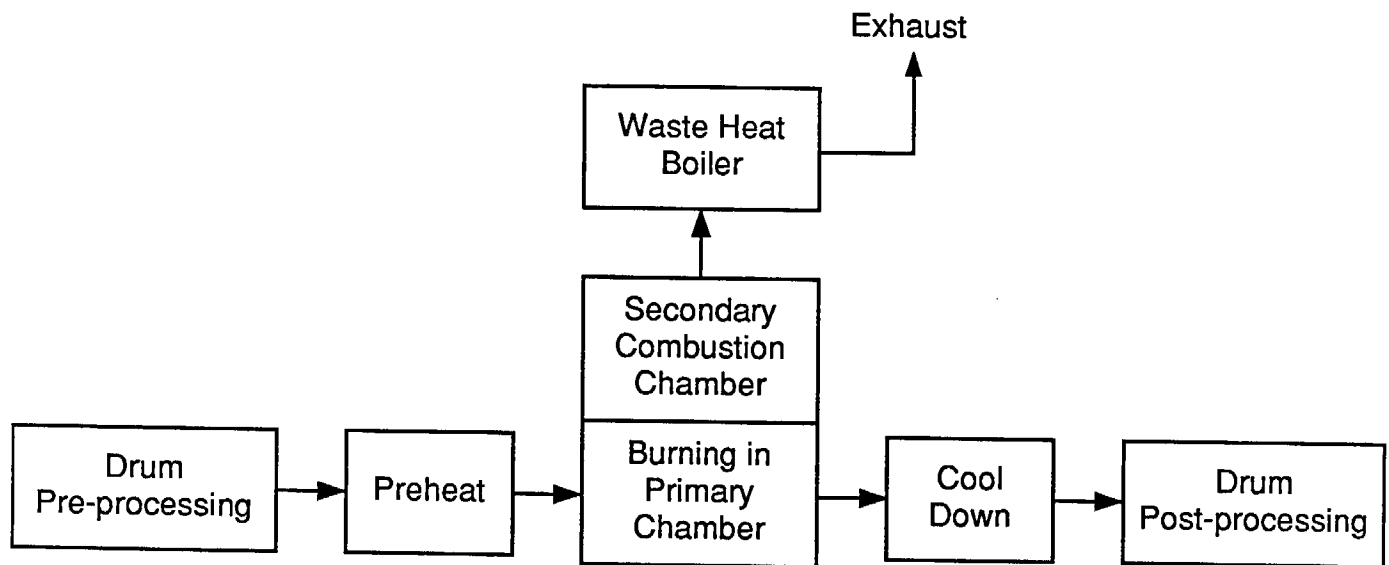 Exhaust
Waste Heat
Boiler
Secondary
Combustion
Chamber
Drum
Pre-processing
Preheat
Burning in
Primary
Chamber
Cool
Down
Drum
Post-processing